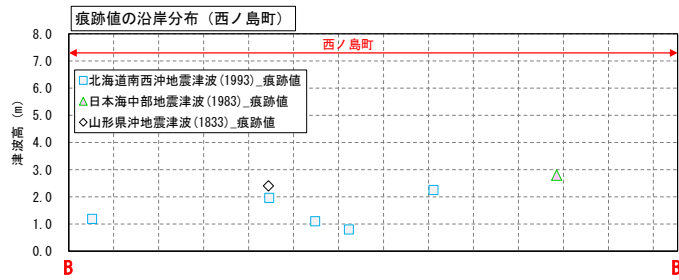 痕跡値の沿岸分布（西ノ島町）
西ノ島町
8.0
7.0
6.0
5.0
4.0
3.0
2.0
1.0
0.0
津波高（m）
北海道南西沖地震津波(1993)_痕跡値
日本海中部地震津波(1983)_痕跡値
山形県沖地震津波(1833)_痕跡値
B
B